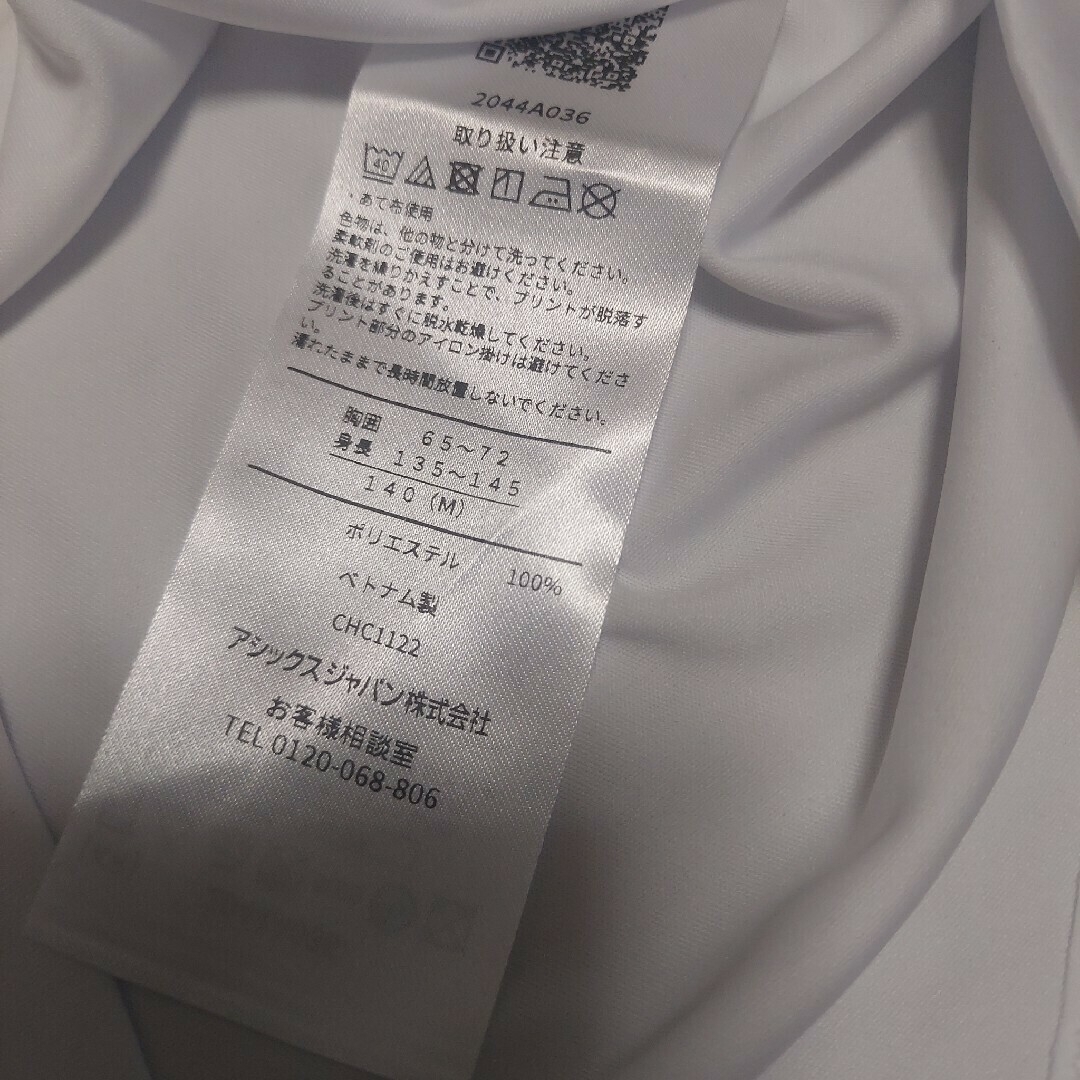 2044A036
取り扱い注意
40
・あて布使用
色物は、他の物と分けて洗ってください。
柔軟剤のご使用はお避けください。
洗濯を繰りかえすことで、プリントが脱落す
ることがあります。
洗濯後はすぐに脱水乾燥してください。
プリント部分のアイロン掛けは避けてくださ
い。
濡れたままで長時間放置しないでください。
胸囲 65～72
身長 135～145
140（M）
ポリエステル 100%
ベトナム製
CHC1122
アシックスジャパン株式会社
お客様相談室
TEL 0120-068-806